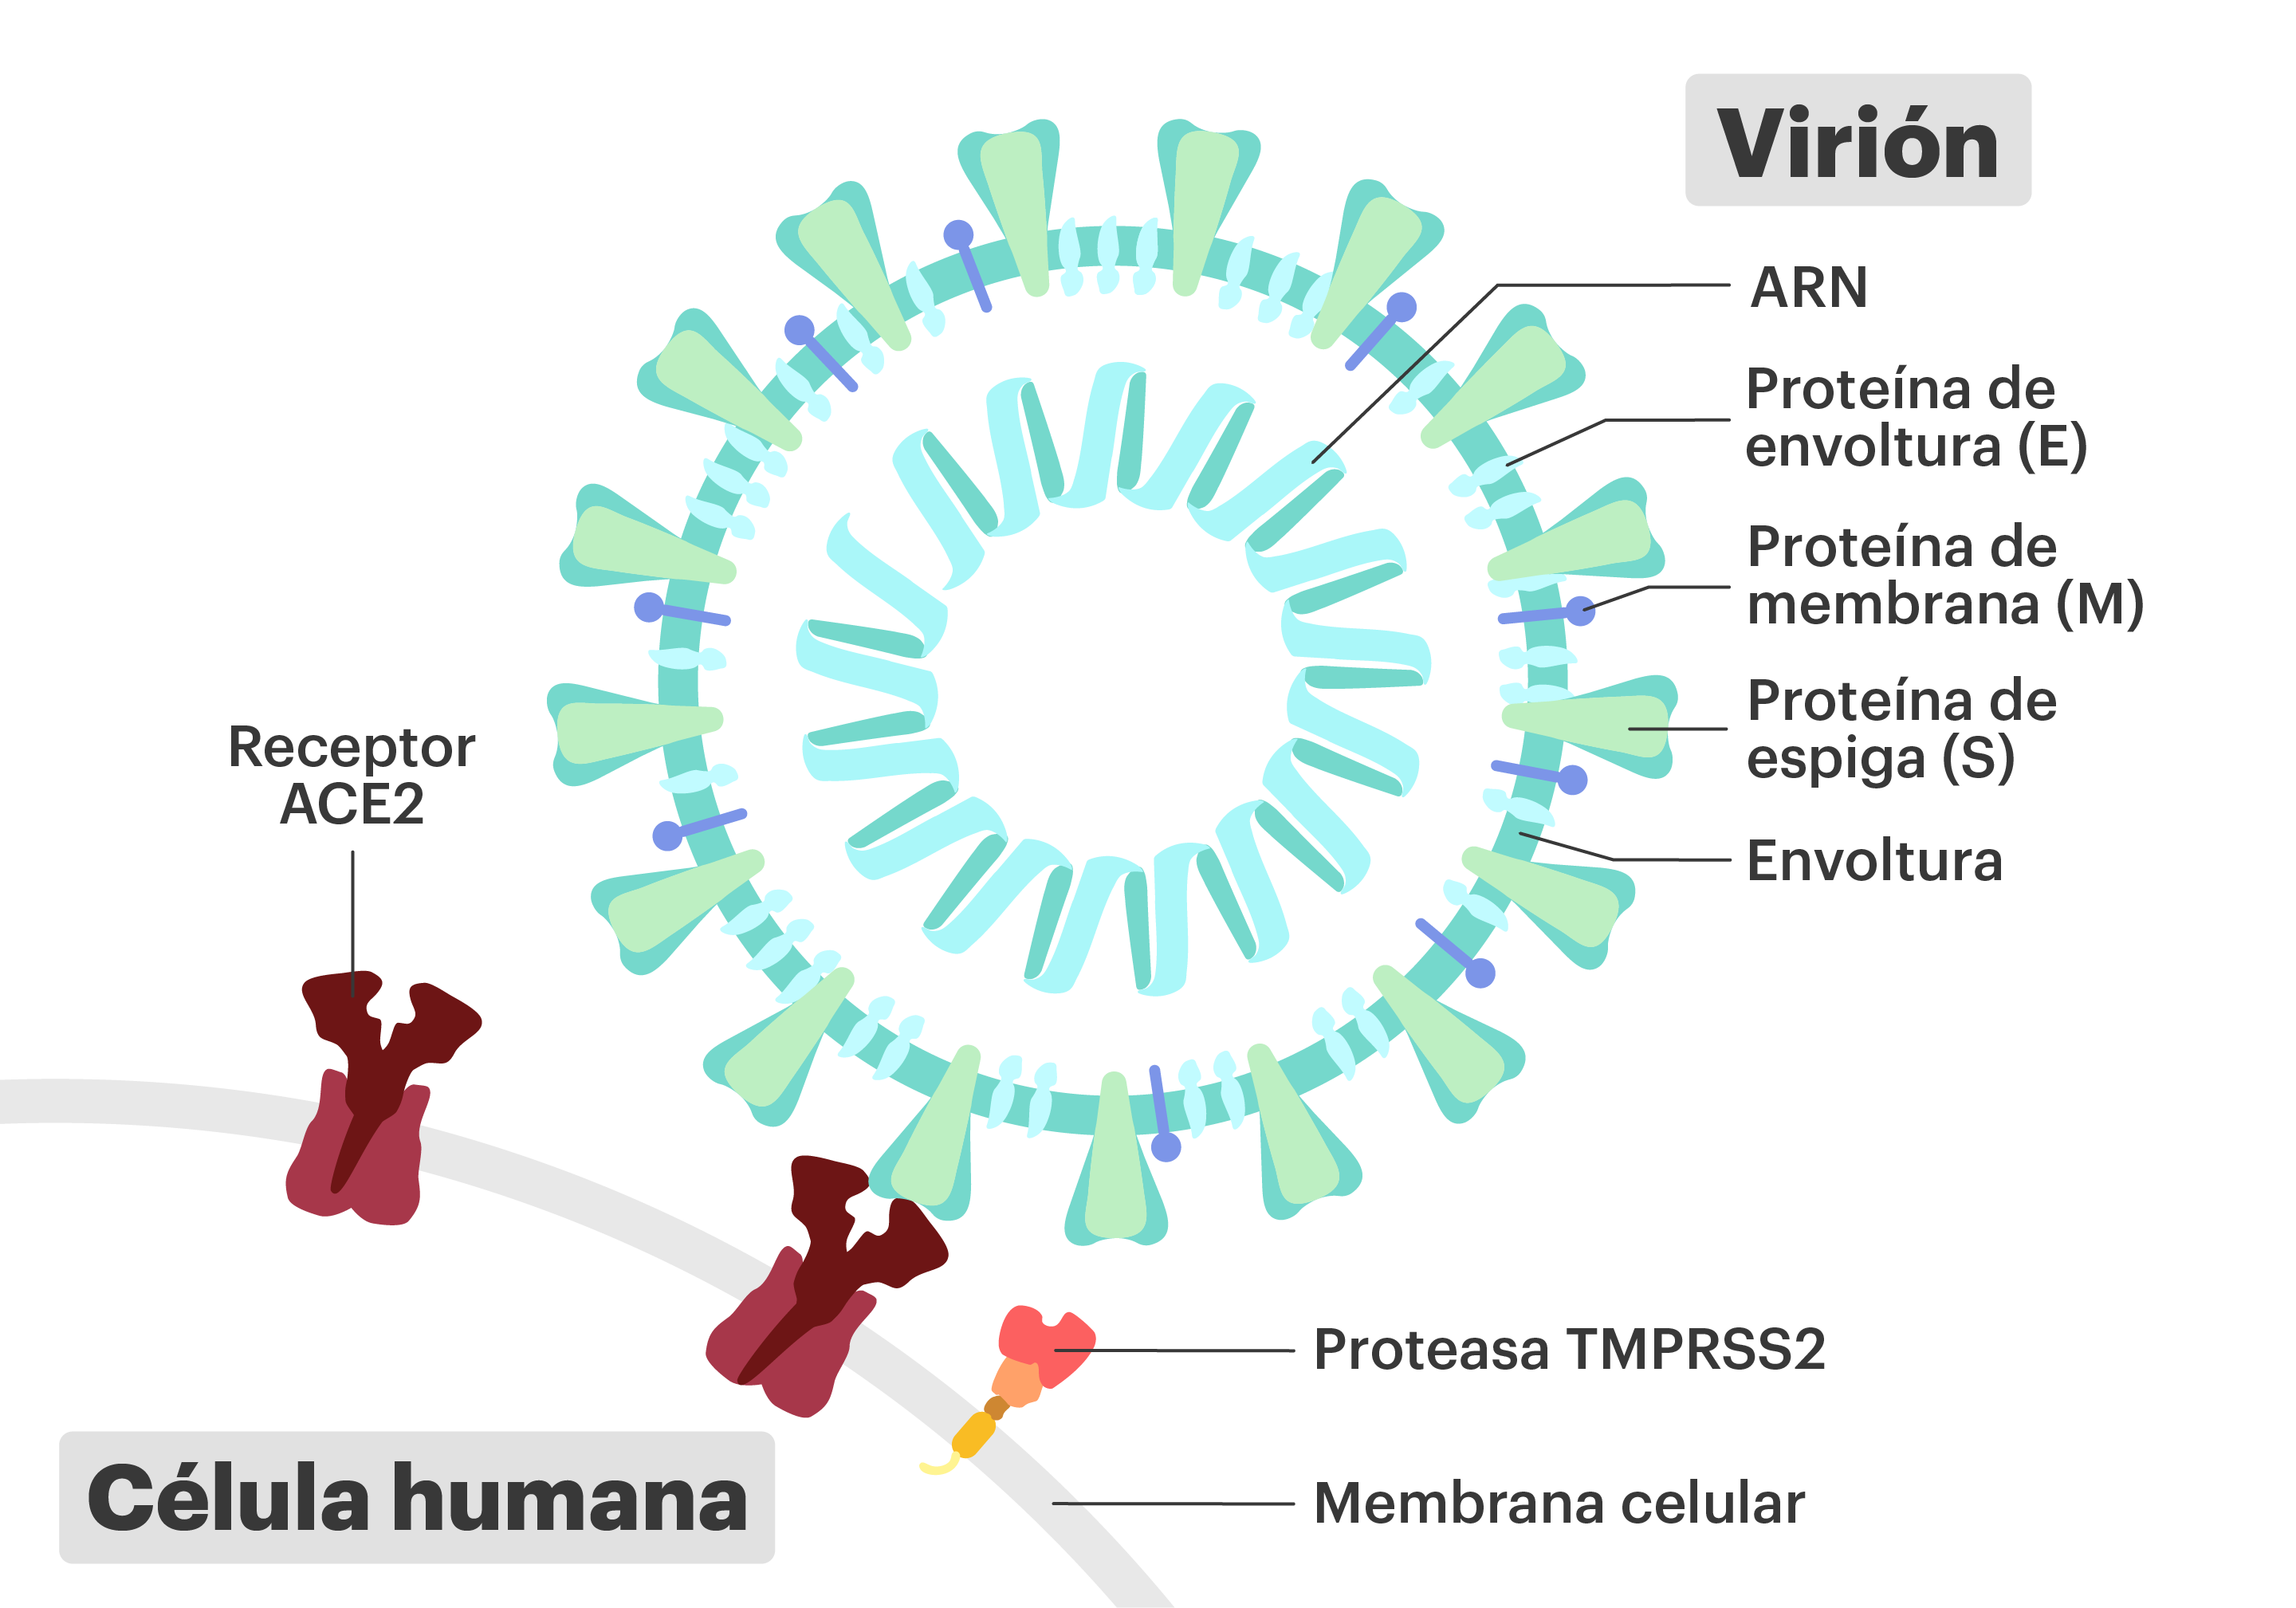 Virión
ARN
Proteína de
envoltura (E)
Proteína de
membrana (M)
Proteína de
espiga (S)
Envoltura
Receptor
ACE2
Proteasa TMPRSS2
Membrana celular
Célula humana